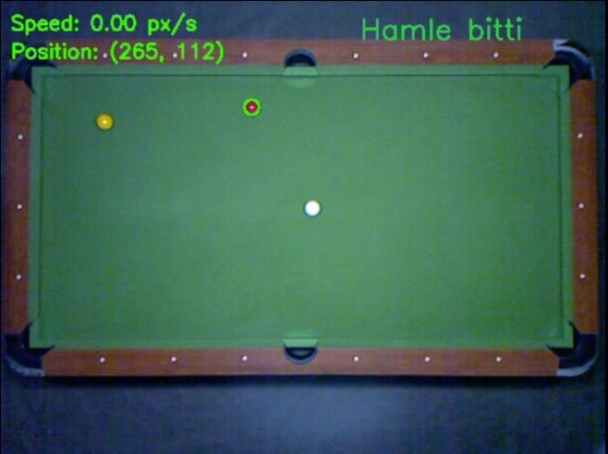 Speed: 0.00 px/s
Hamle bitti
Position: (265, 112)